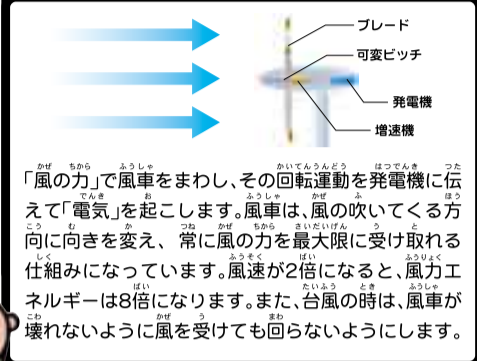 ブレード
可変ビッチ
発電機
増速機
「風の力」で風車をまわし、その回転運動を発電機に伝
えて「電気」を起こします。風車は、風の吹いてくる方
向に向きを変え、常に風の力を最大限に受け取れる
仕組みになっています。風速が2倍になると、風力エ
ネルギーは8倍になります。また、台風の時は、風車が
壊れないように風を受けても回らないようにします。